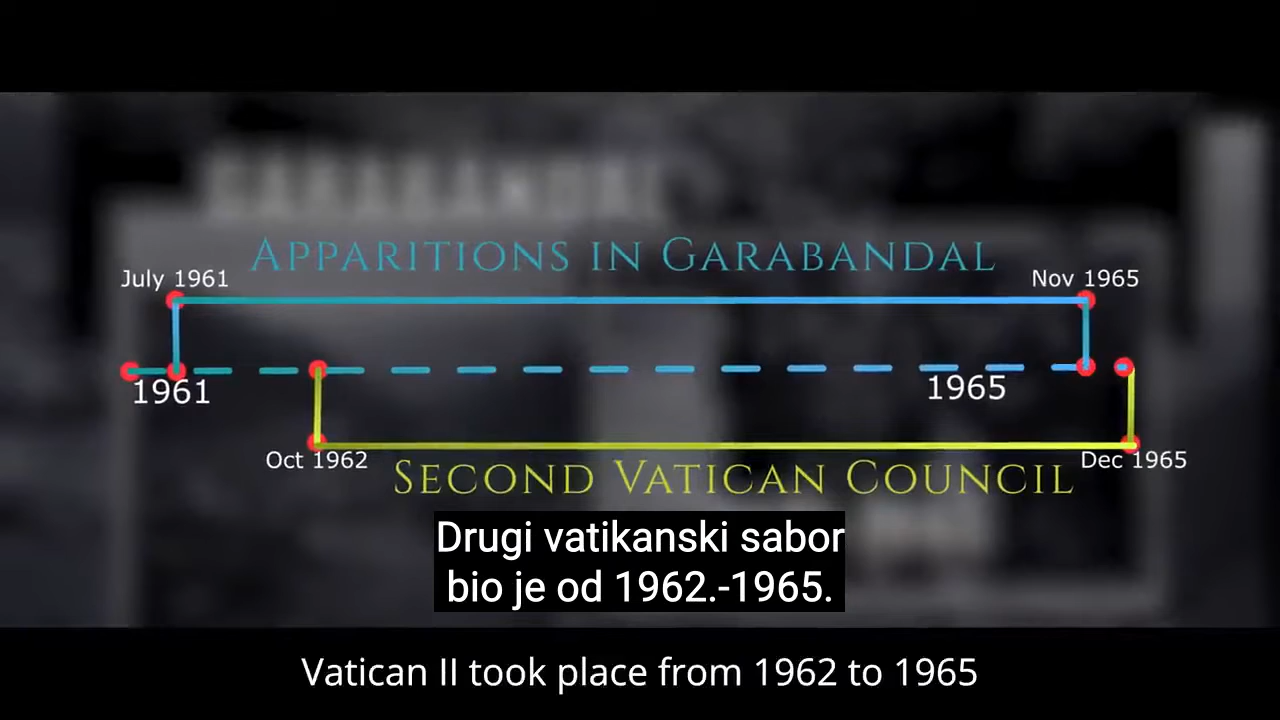 GARABANDAL
APPARITIONS IN GARABANDAL
July 1961
Nov 1965
1961
1965
Oct 1962
Dec 1965
SECOND VATICAN COUNCIL
Drugi vatikanski sabor
bio je od 1962.-1965.
Vatican II took place from 1962 to 1965